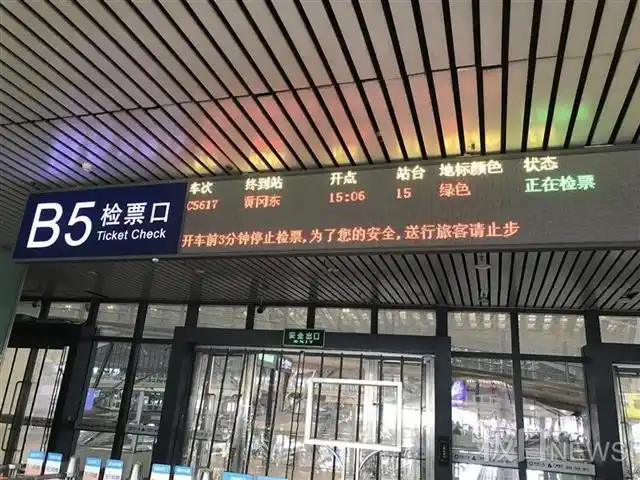 B5 检票口
Ticket Check
车次 终到站 开点 站台 地标颜色 状态
C5617 黄冈东 15:06 15 绿色 正在检票
开车前3分钟停止检票,为了您的安全,送行旅客请止步
安全出口
EXIT
NEWS